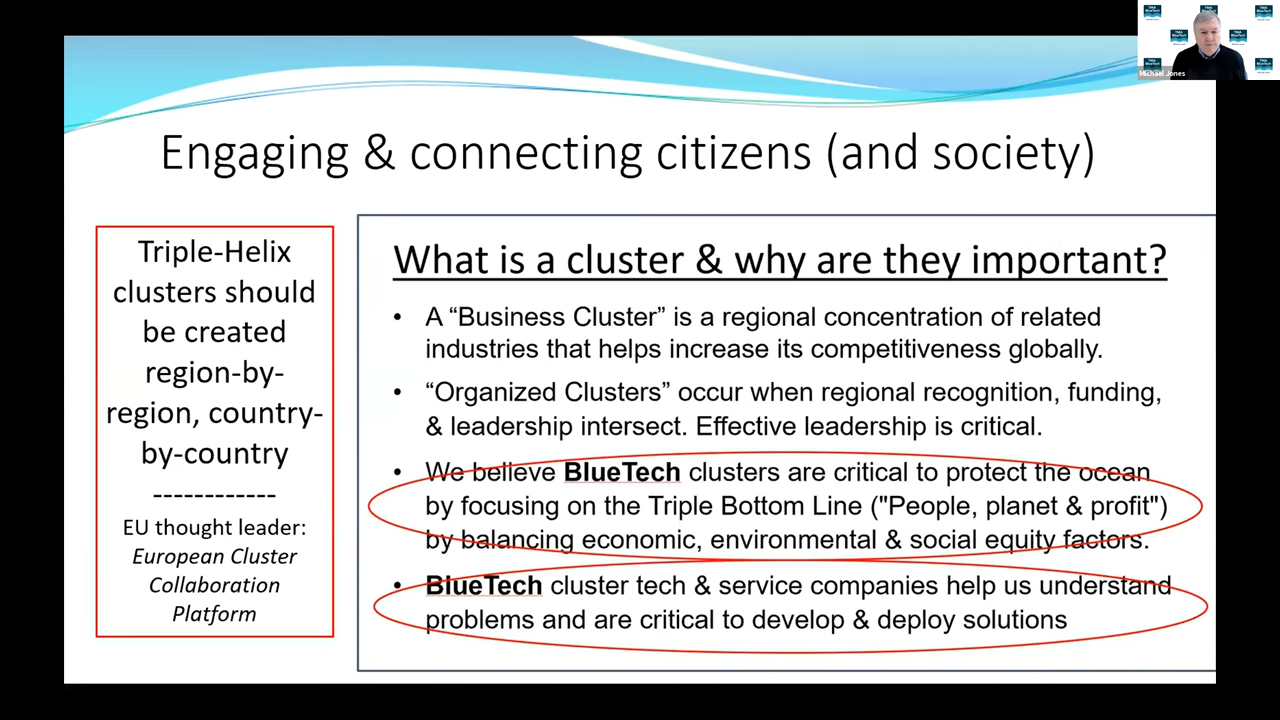 Michael Jones
Engaging & connecting citizens (and society)
Triple-Helix
clusters should
be created
region-by-
region, country-
by-country
------------
EU thought leader:
European Cluster
Collaboration
Platform
What is a cluster & why are they important?
• A “Business Cluster” is a regional concentration of related
industries that helps increase its competitiveness globally.
• “Organized Clusters” occur when regional recognition, funding,
& leadership intersect. Effective leadership is critical.
• We believe BlueTech clusters are critical to protect the ocean
by focusing on the Triple Bottom Line ("People, planet & profit")
by balancing economic, environmental & social equity factors.
• BlueTech cluster tech & service companies help us understand
problems and are critical to develop & deploy solutions